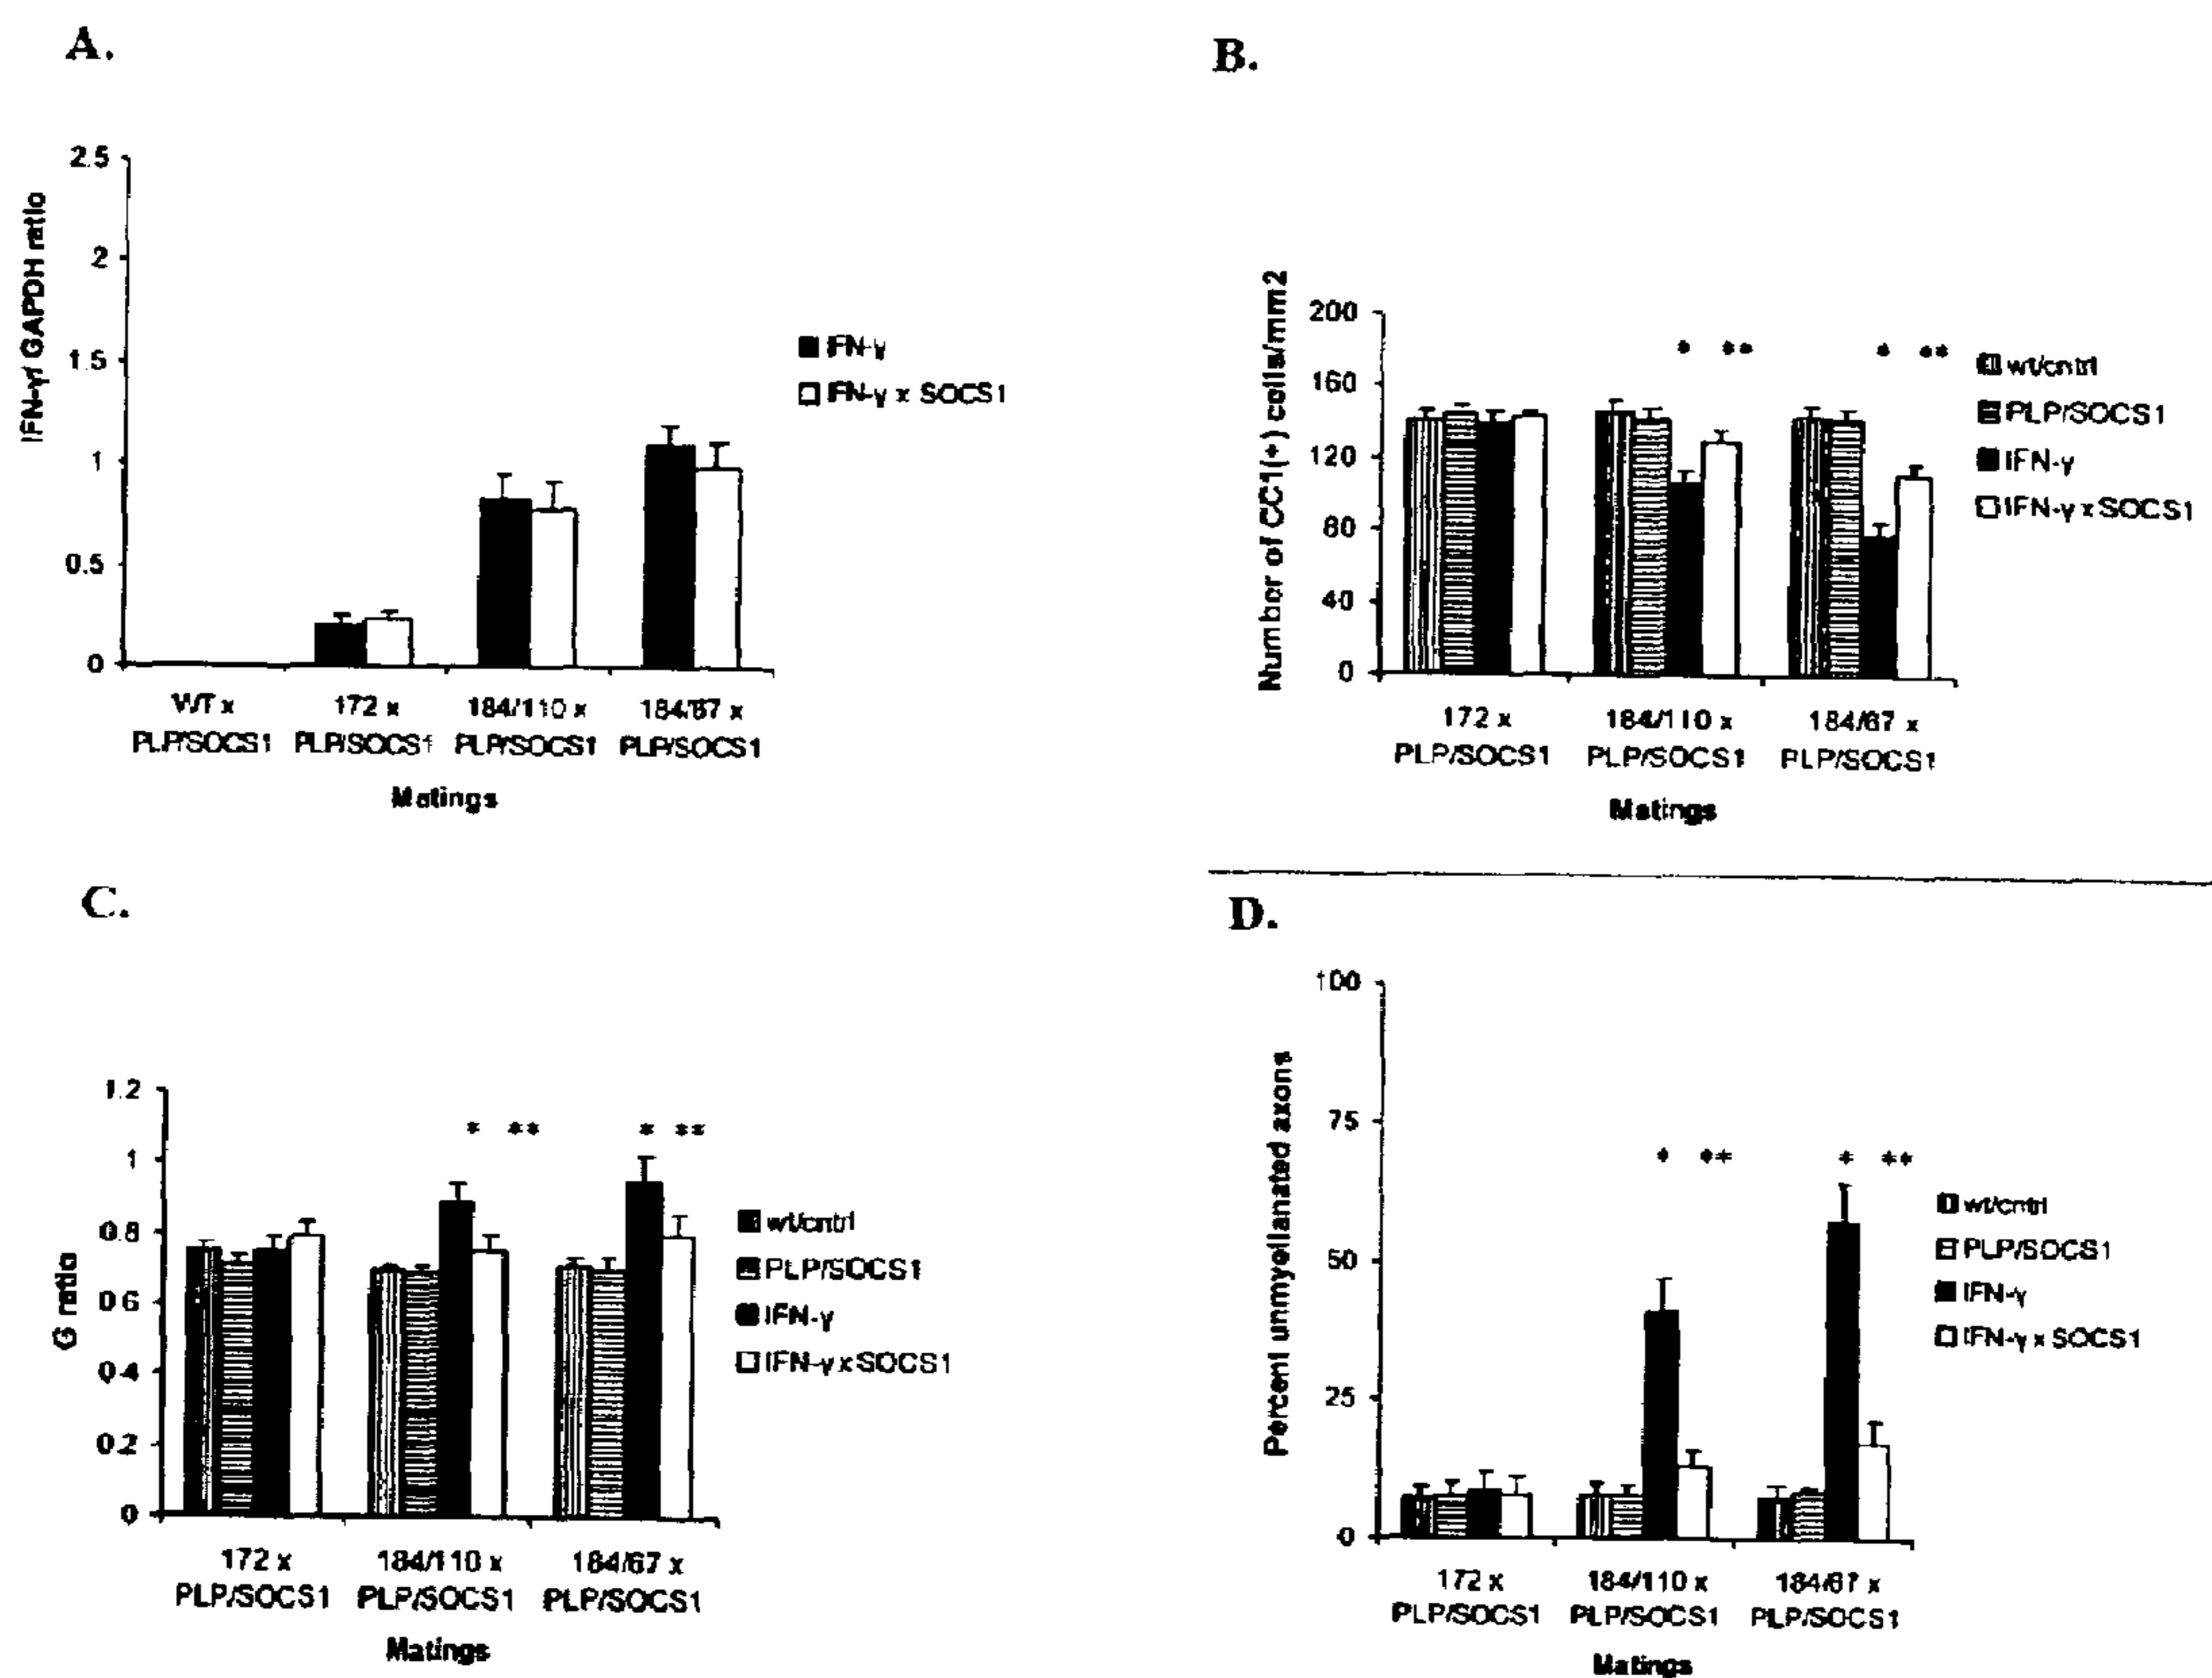 A.
IFN-γ/ GAPDH ratio
2.5
2
1.5
1
0.5
0
WT x PLP/SOCS1
172 x PLP/SOCS1
184/110 x PLP/SOCS1
184/67 x PLP/SOCS1
Matings
IFN-γ
IFN-γ x SOCS1
B.
Number of CC1(+) cells/mm2
200
160
120
80
40
0
* ** * **
172 x PLP/SOCS1
184/110 x PLP/SOCS1
184/67 x PLP/SOCS1
Matings
wt/cntrl
PLP/SOCS1
IFN-γ
IFN-γ x SOCS1
C.
G ratio
1.2
1
0.8
0.6
0.4
0.2
0
* ** * **
172 x PLP/SOCS1
184/110 x PLP/SOCS1
184/67 x PLP/SOCS1
Matings
wt/cntrl
PLP/SOCS1
IFN-γ
IFN-γ x SOCS1
D.
Percent unmyelianated axons
100
75
50
25
0
* ** * **
172 x PLP/SOCS1
184/110 x PLP/SOCS1
184/67 x PLP/SOCS1
Matings
wt/cntrl
PLP/SOCS1
IFN-γ
IFN-γ x SOCS1